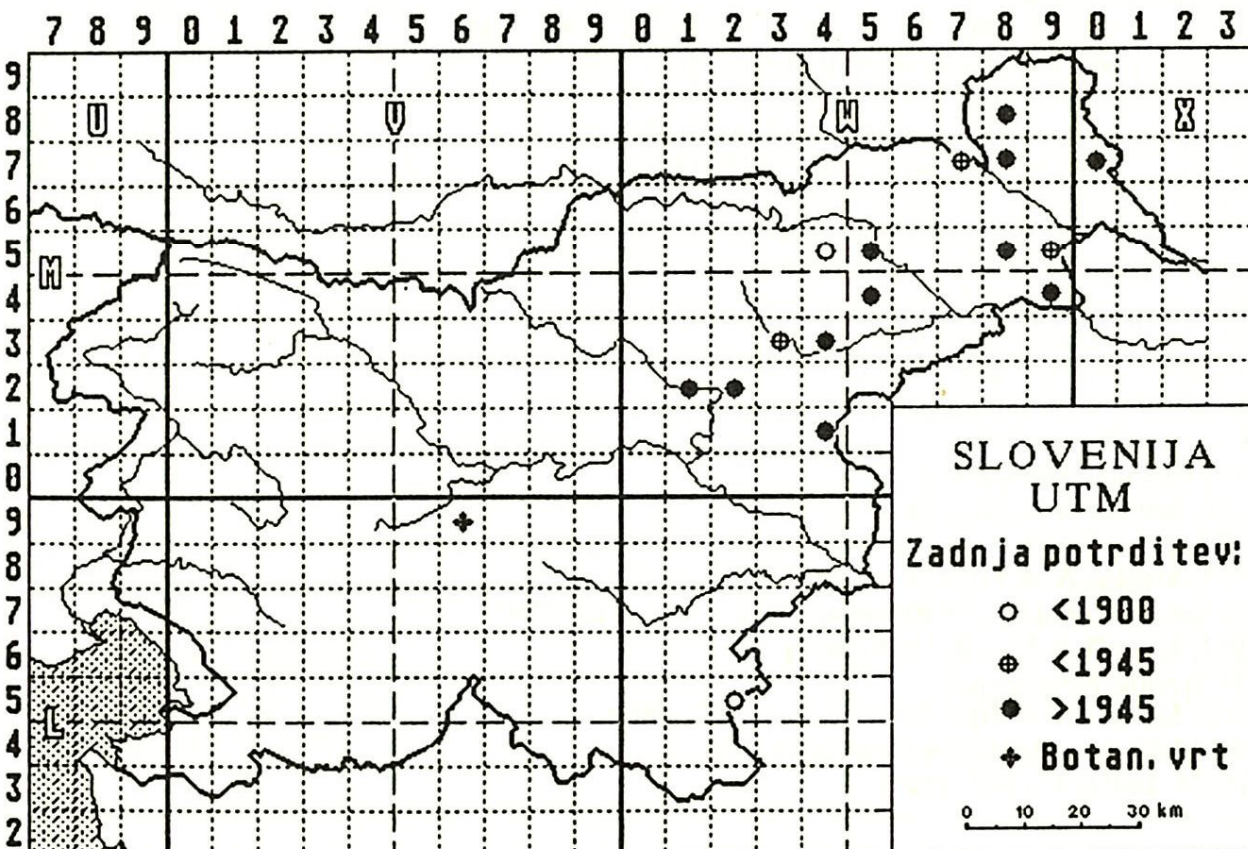 7 8 9 0 1 2 3 4 5 6 7 8 9 0 1 2 3 4 5 6 7 8 9 0 1 2 3
9
8 U V W X
7
6
5 M
4
3
2
1
0
9
8
7
6
5 L
4
3
2
SLOVENIJA
UTM
Zadnja potrditev:
<1900
<1945
>1945
Botan. vrt
0 10 20 30 km